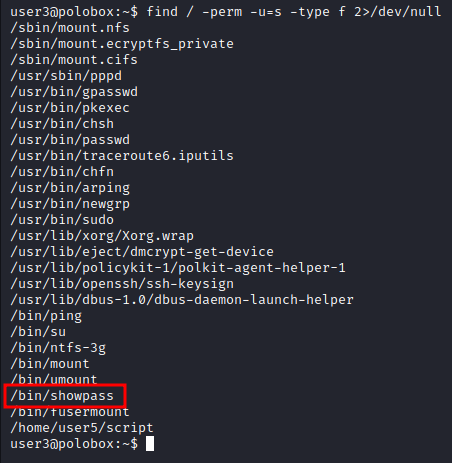 user3@polobox:~$ find / -perm -u=s -type f 2>/dev/null
/sbin/mount.nfs
/sbin/mount.ecryptfs_private
/sbin/mount.cifs
/usr/sbin/pppd
/usr/bin/gpasswd
/usr/bin/pkexec
/usr/bin/chsh
/usr/bin/passwd
/usr/bin/traceroute6.iputils
/usr/bin/chfn
/usr/bin/arping
/usr/bin/newgrp
/usr/bin/sudo
/usr/lib/xorg/Xorg.wrap
/usr/lib/eject/dmcrypt-get-device
/usr/lib/policykit-1/polkit-agent-helper-1
/usr/lib/openssh/ssh-keysign
/usr/lib/dbus-1.0/dbus-daemon-launch-helper
/bin/ping
/bin/su
/bin/ntfs-3g
/bin/mount
/bin/umount
/bin/showpass
/bin/fusermount
/home/user5/script
user3@polobox:~$